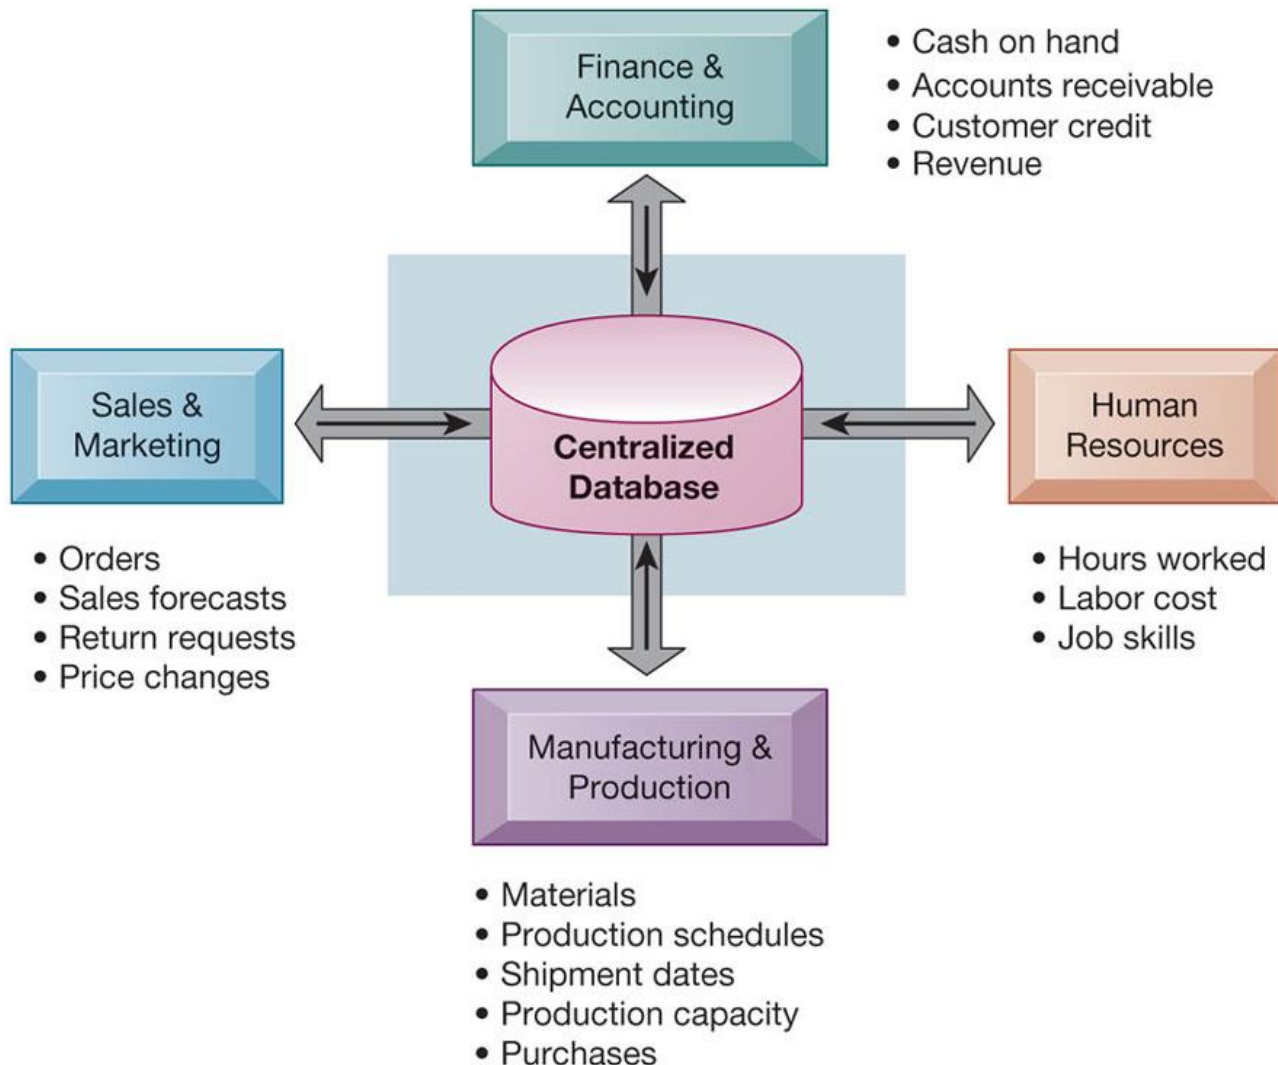 Finance &
Accounting
• Cash on hand
• Accounts receivable
• Customer credit
• Revenue
Sales &
Marketing
• Orders
• Sales forecasts
• Return requests
• Price changes
Centralized
Database
Human
Resources
• Hours worked
• Labor cost
• Job skills
Manufacturing &
Production
• Materials
• Production schedules
• Shipment dates
• Production capacity
• Purchases